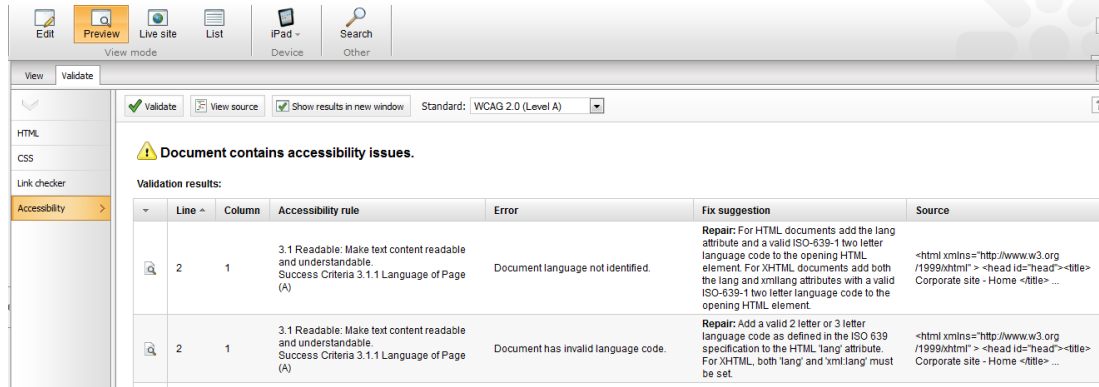 Edit Preview Live site List iPad Search
View mode Device Other
View Validate
Validate View source Show results in new window Standard: WCAG 2.0 (Level A)
HTML
CSS
Link checker
Accessibility
Document contains accessibility issues.
Validation results:
Line Column Accessibility rule Error Fix suggestion Source
2 1
3.1 Readable: Make text content readable
and understandable.
Success Criteria 3.1.1 Language of Page
(A)
Document language not identified.
Repair: For HTML documents add the lang
attribute and a valid ISO-639-1 two letter
language code to the opening HTML
element. For XHTML documents add both
the lang and xml:lang attributes with a valid
ISO-639-1 two letter language code to the
opening HTML element.
<html xmlns="http://www.w3.org
/1999/xhtml" > <head id="head"><title>
Corporate site - Home </title> ...
2 1
3.1 Readable: Make text content readable
and understandable.
Success Criteria 3.1.1 Language of Page
(A)
Document has invalid language code.
Repair: Add a valid 2 letter or 3 letter
language code as defined in the ISO 639
specification to the HTML 'lang' attribute.
For XHTML, both 'lang' and 'xml:lang' must
be set.
<html xmlns="http://www.w3.org
/1999/xhtml" > <head id="head"><title>
Corporate site - Home </title> ...